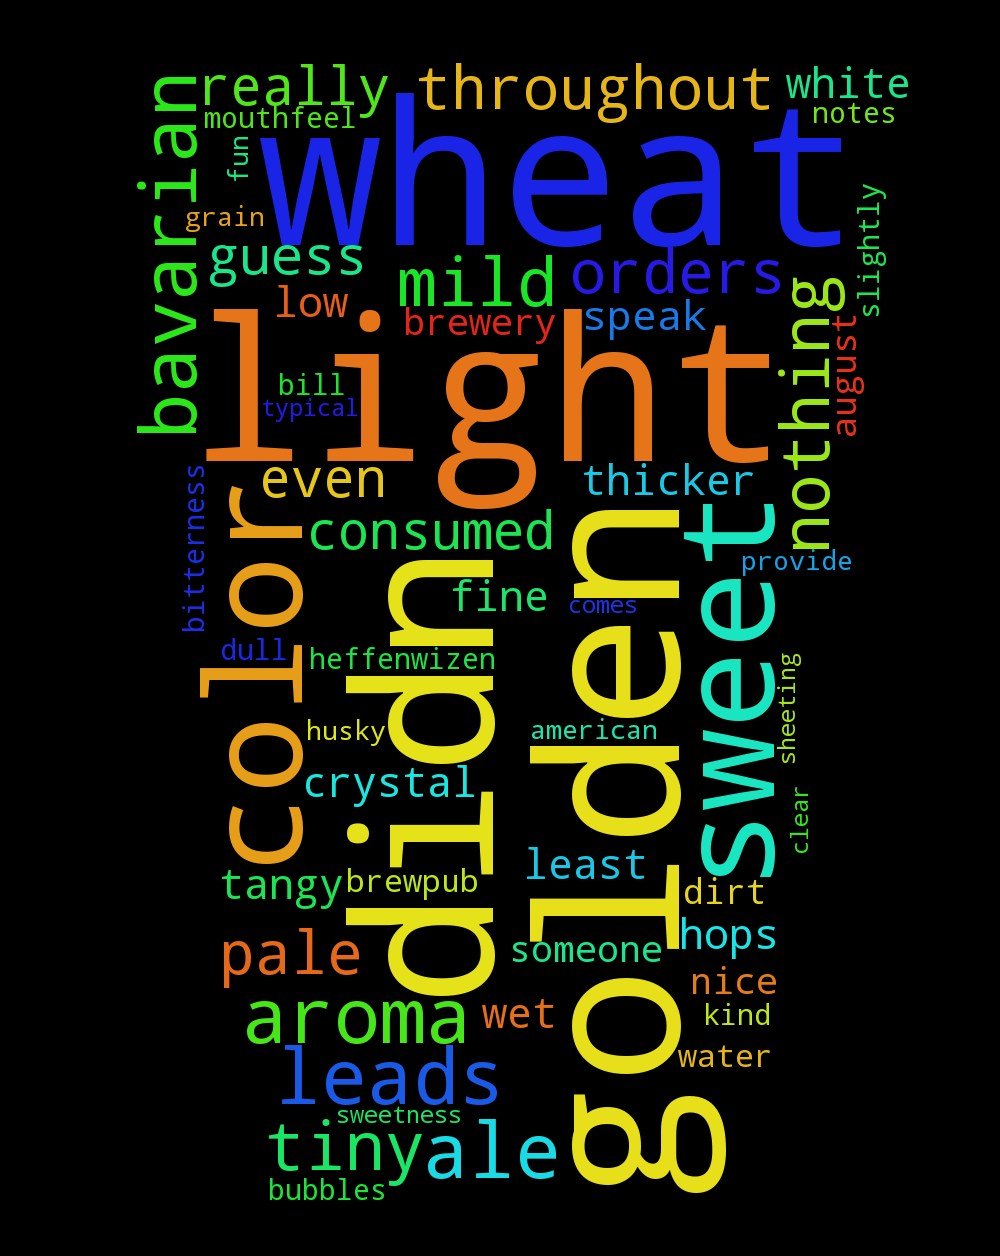 really
throughout
white
mouthfeel
notes
wheat
bavarian
fun
grain
slightly
guess
mild
orders
low
brewery
speak
nothing
august
light
bill
typical
even
thicker
bitterness
color
consumed
didn
golden
sweet
provide
fine
comes
dull
heffenwizen
sheeting
husky
american
crystal
clear
least
tangy
brewpub
dirt
pale
someone
hops
nice
aroma
wet
kind
leads
water
sweetness
tiny
ale
bubbles